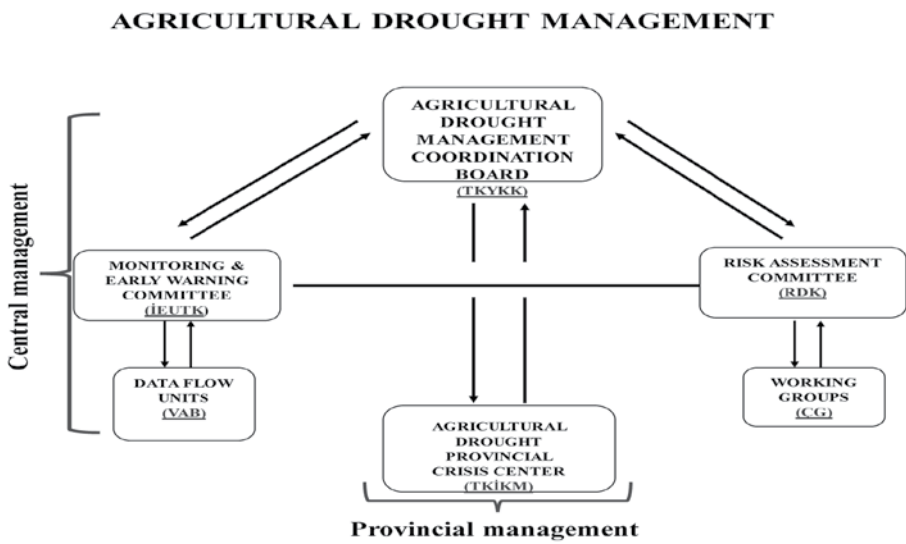 AGRICULTURAL DROUGHT MANAGEMENT
Central management
AGRICULTURAL
DROUGHT
MANAGEMENT
COORDINATION
BOARD
(TKYKK)
MONITORING &
EARLY WARNING
COMMITTEE
(İEUTK)
RISK ASSESSMENT
COMMITTEE
(RDK)
DATA FLOW
UNITS
(VAB)
WORKING
GROUPS
(ÇG)
AGRICULTURAL
DROUGHT
PROVINCIAL
CRISIS CENTER
(TKİKM)
Provincial management